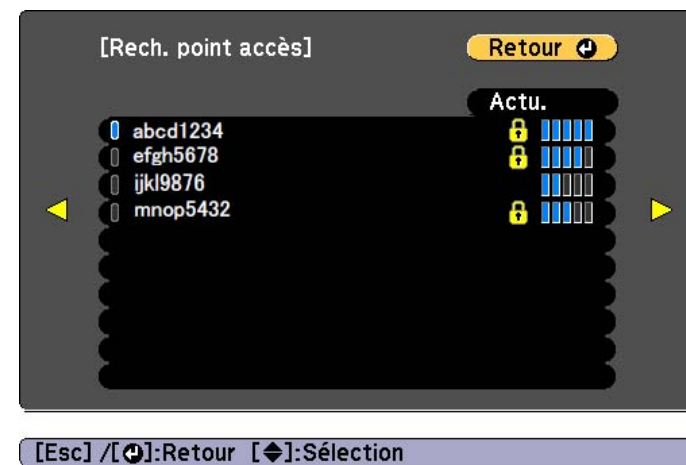 [Rech. point accès]
Retour
Actu.
abcd1234
efgh5678
ijkl9876
mnop5432
[Esc] /[⏎]:Retour [◆]:Sélection